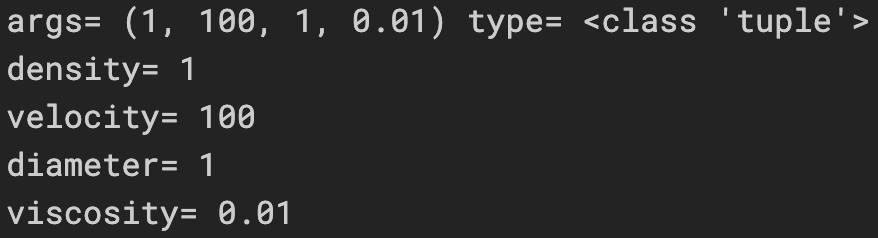 args= (1, 100, 1, 0.01) type= <class 'tuple'>
density= 1
velocity= 100
diameter= 1
viscosity= 0.01